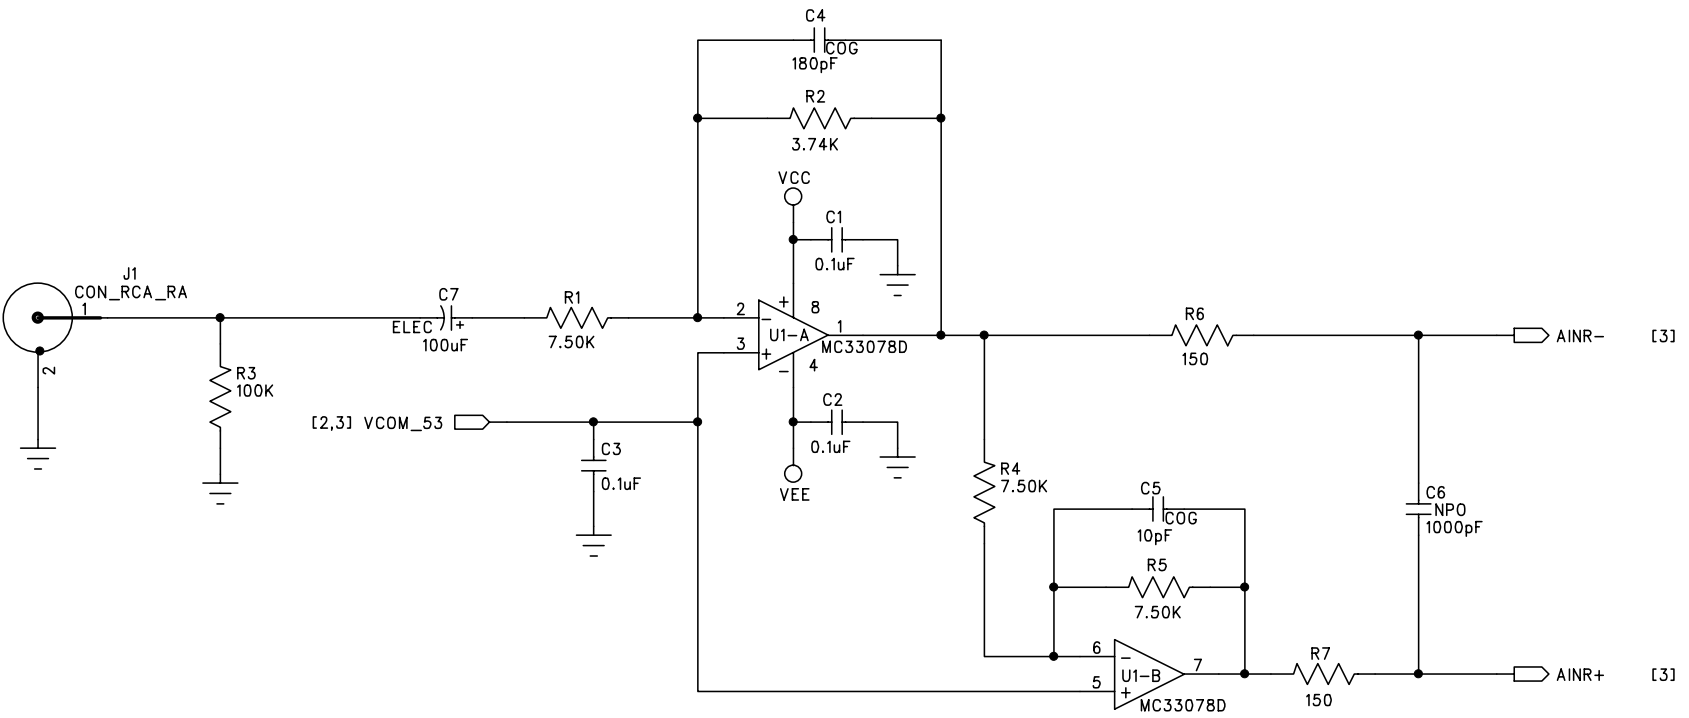 C4
COG
180pF
R2
3.74K
VCC
C1
0.1uF
J1
CON_RCA_RA
1
2
C7
ELEC
+
100uF
R1
7.50K
2
-
3
+
+
8
U1-A
1
MC33078D
-
4
R3
100K
[2,3] VCOM_53
C3
0.1uF
C2
0.1uF
VEE
R6
150
AINR- [3]
R4
7.50K
C5
COG
10pF
R5
7.50K
C6
NPO
1000pF
6
-
5
+
U1-B
7
MC33078D
R7
150
AINR+ [3]